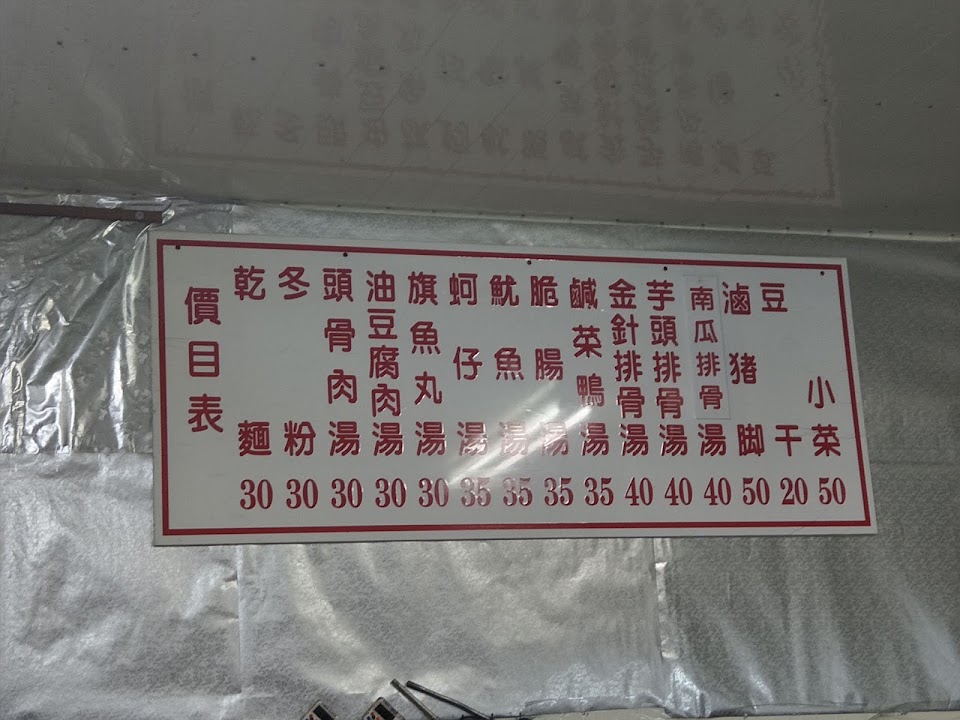 價目表
乾麵 30
冬粉 30
頭骨肉湯 30
油豆腐肉湯 30
旗魚丸湯 30
蚵仔湯 35
魷魚湯 35
脆腸湯 35
鹹菜鴨湯 35
金針排骨湯 40
芋頭排骨湯 40
南瓜排骨湯 40
滷猪脚 50
豆干 20
小菜 50